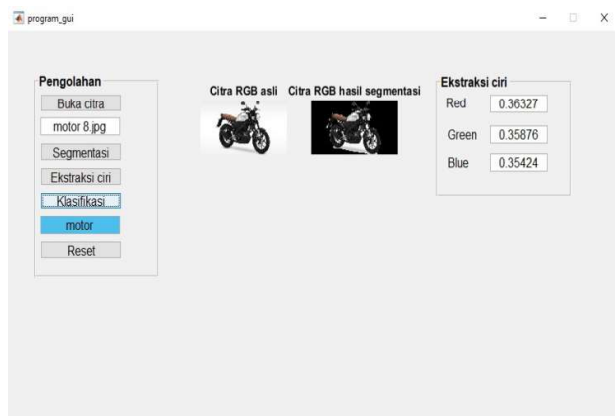 program_gui
Pengolahan
Buka citra
motor 8.jpg
Segmentasi
Ekstraksi ciri
Klasifikasi
motor
Reset
Citra RGB asli
Citra RGB hasil segmentasi
Ekstraksi ciri
Red 0.36327
Green 0.35876
Blue 0.35424